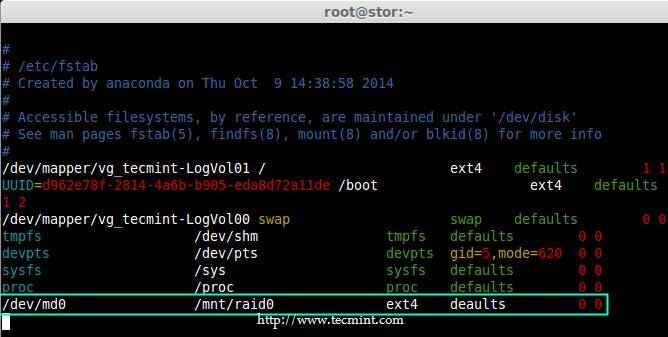 root@stor:~
#
# /etc/fstab
# Created by anaconda on Thu Oct  9 14:38:58 2014
#
# Accessible filesystems, by reference, are maintained under '/dev/disk'
# See man pages fstab(5), findfs(8), mount(8) and/or blkid(8) for more info
#
/dev/mapper/vg_tecmint-LogVol01 /                       ext4    defaults        1 1
UUID=d962e78f-2814-4a6b-b905-eda8d72a11de /boot                   ext4    defaults
1 2
/dev/mapper/vg_tecmint-LogVol00 swap                    swap    defaults        0 0
tmpfs                   /dev/shm                tmpfs   defaults        0 0
devpts                  /dev/pts                devpts  gid=5,mode=620  0 0
sysfs                   /sys                    sysfs   defaults        0 0
proc                    /proc                   proc    defaults        0 0
/dev/md0                /mnt/raid0              ext4    deaults         0 0
http://www.tecmint.com